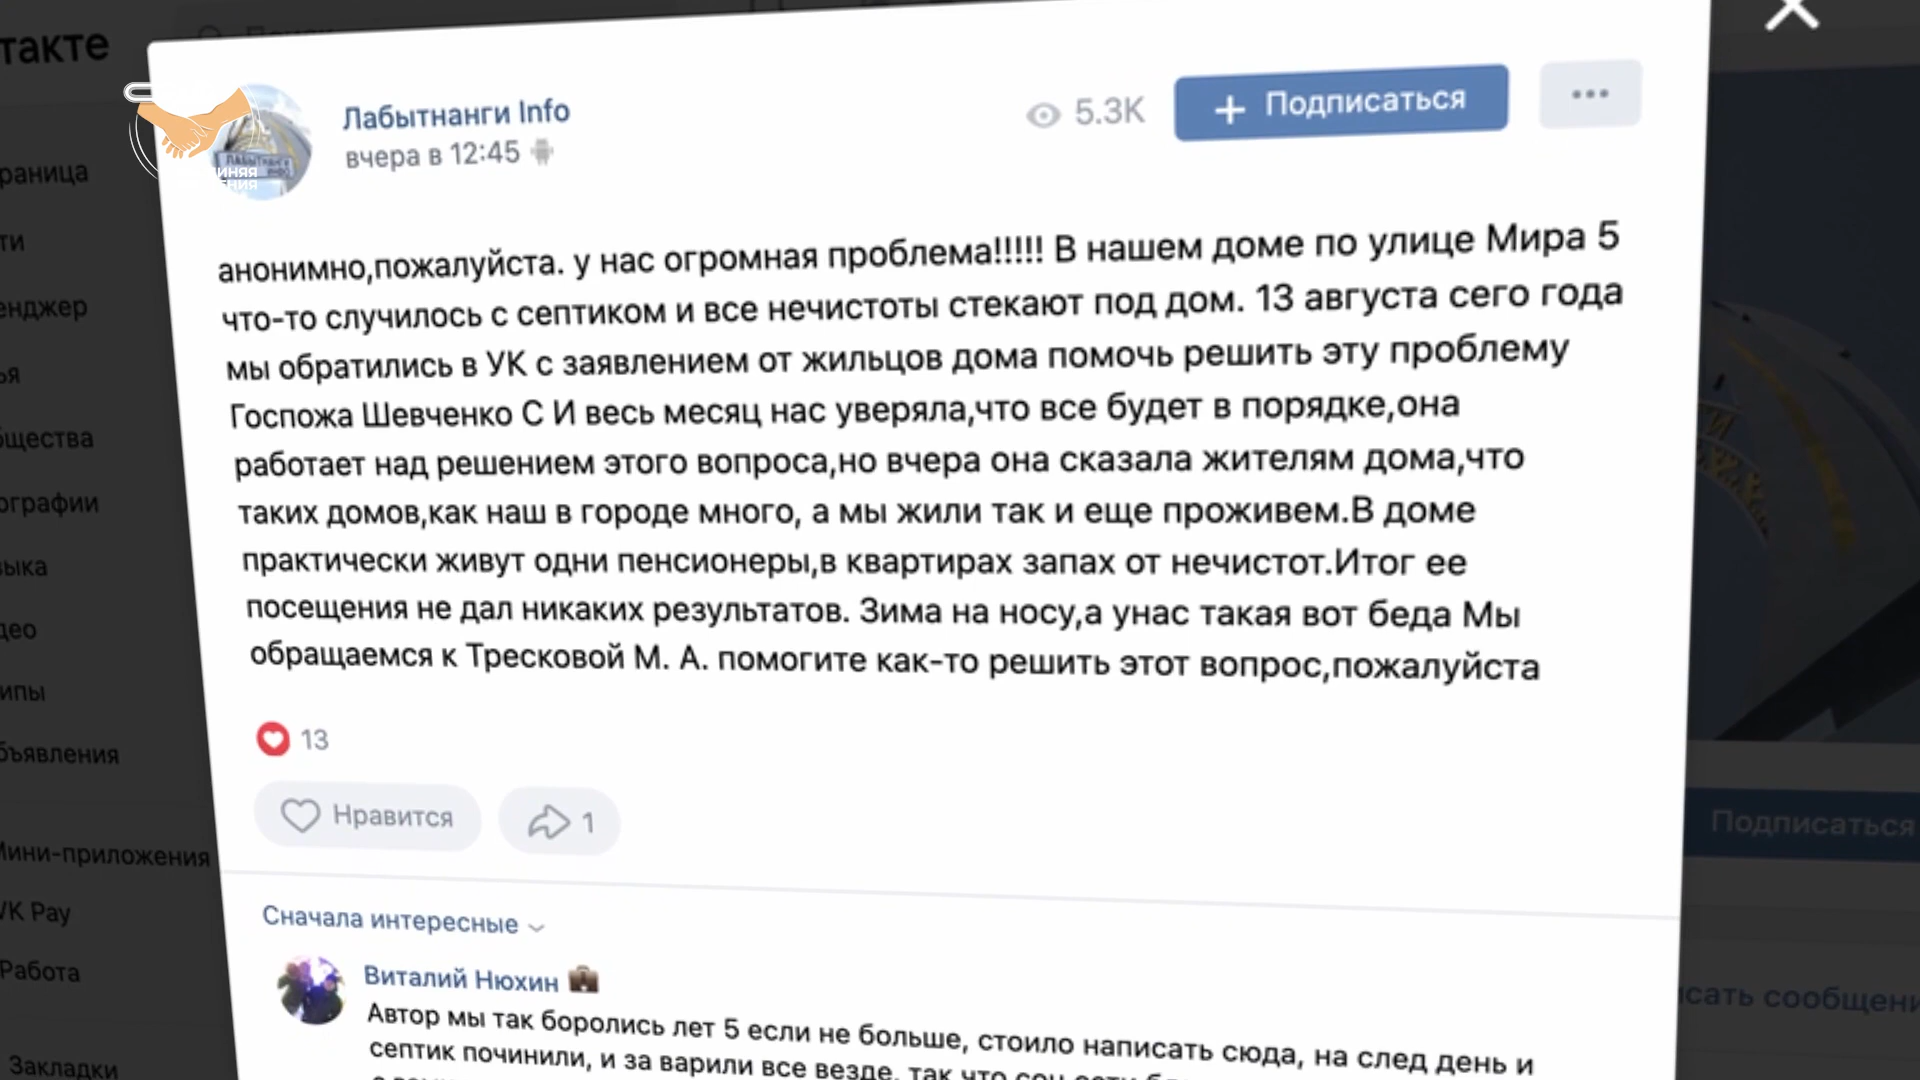 такте
Лабытнанги Info
вчера в 12:45
5.3K
+ Подписаться
анонимно,пожалуйста. у нас огромная проблема!!!!! В нашем доме по улице Мира 5
что-то случилось с септиком и все нечистоты стекают под дом. 13 августа сего года
мы обратились в УК с заявлением от жильцов дома помочь решить эту проблему
Госпожа Шевченко С И весь месяц нас уверяла,что все будет в порядке,она
работает над решением этого вопроса,но вчера она сказала жителям дома,что
таких домов,как наш в городе много, а мы жили так и еще проживем.В доме
практически живут одни пенсионеры,в квартирах запах от нечистот.Итог ее
посещения не дал никаких результатов. Зима на носу,а унас такая вот беда Мы
обращаемся к Тресковой М. А. помогите как-то решить этот вопрос,пожалуйста
13
Нравится
1
Сначала интересные
Виталий Нюхин
Автор мы так боролись лет 5 если не больше, стоило написать сюда, на след день и
септик починили, и за варили все везде, так что
раница
ти
енджер
ья
бщества
ографии
зыка
део
ипы
бъявления
Мини-приложения
VK Pay
Работа
Закладки
Подписаться
исать сообщени